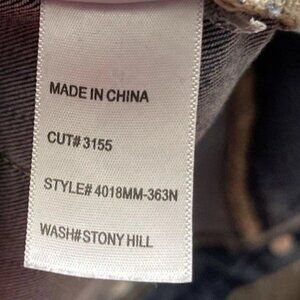 MADE IN CHINA
CUT# 3155
STYLE# 4018MM-363N
WASH# STONY HILL